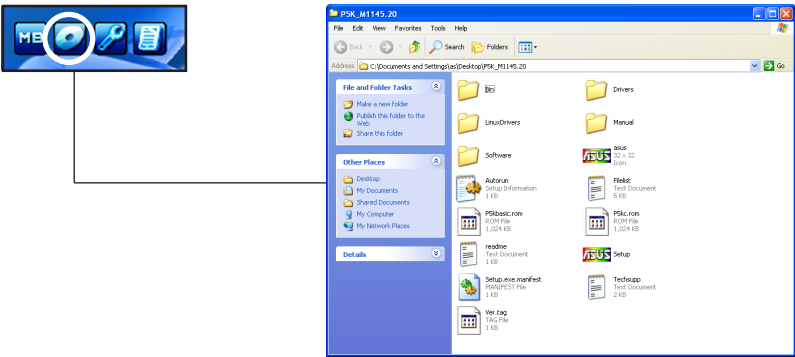 MB
P5K_M1145.20
File Edit View Favorites Tools Help
Back Search Folders
Address C:\Documents and Settings\as\Desktop\P5K_M1145.20 Go
File and Folder Tasks
Make a new folder
Publish this folder to the
Web
Share this folder
Other Places
Desktop
My Documents
Shared Documents
My Computer
My Network Places
Details
Bin
Drivers
LinuxDrivers
Manual
Software
ASUS
asus
32 x 32
Icon
Autorun
Setup Information
1 KB
Filelist
Text Document
5 KB
P5kbasic.rom
ROM File
1,024 KB
P5kc.rom
ROM File
1,024 KB
readme
Text Document
1 KB
ASUS
Setup
Setup.exe.manifest
MANIFEST File
1 KB
Techsupp
Text Document
2 KB
Ver.tag
TAG File
1 KB